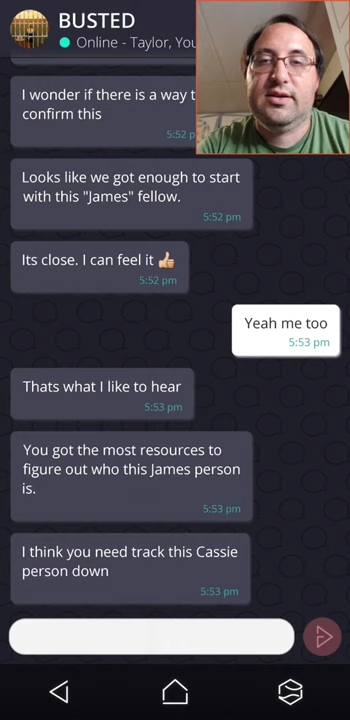 BUSTED
Online - Taylor, You
I wonder if there is a way
confirm this
5:52
Looks like we got enough to start
with this "James" fellow.
5:52 pm
Its close. I can feel it 👍🏼
5:52 pm
Yeah me too
5:53 pm
Thats what I like to hear
5:53 pm
You got the most resources to
figure out who this James person
is.
5:53 pm
I think you need track this Cassie
person down
5:53 pm